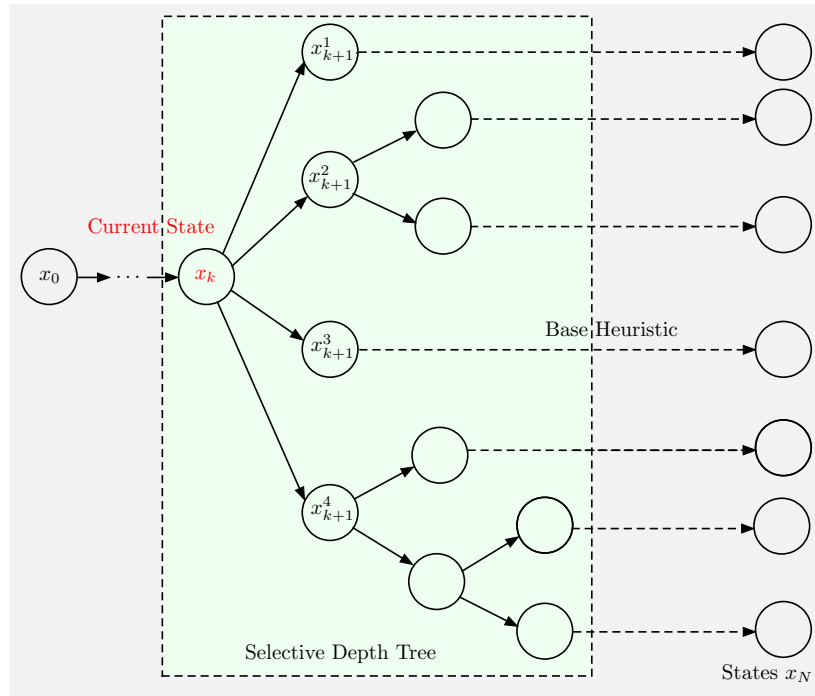 $x^1_{k+1}$
$x^2_{k+1}$
Current State
$x_0$
$\cdots$
$x_k$
Base Heuristic
$x^3_{k+1}$
$x^4_{k+1}$
Selective Depth Tree
States $x_N$